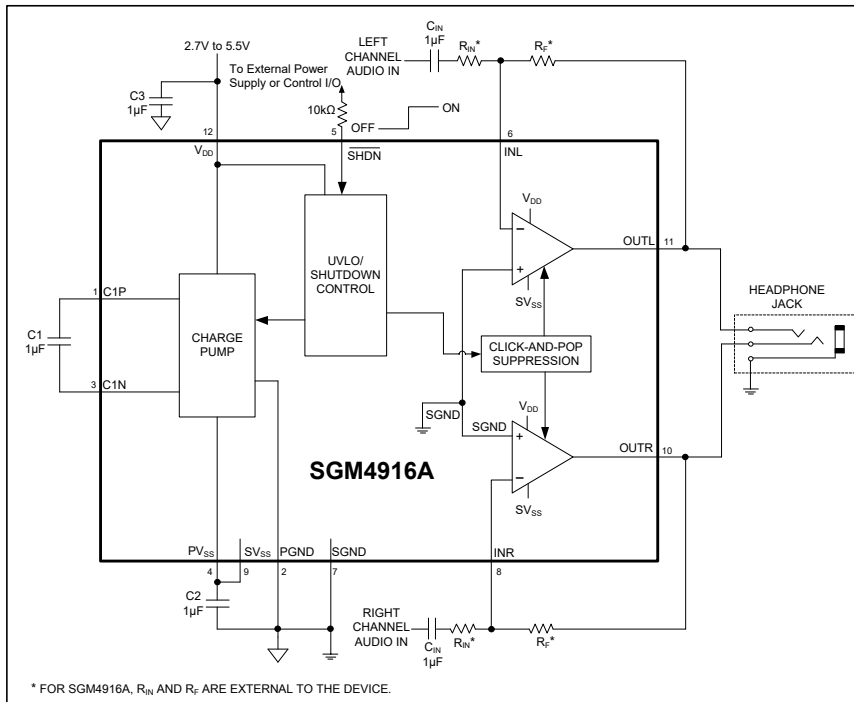 2.7V to 5.5V
C3
1µF
To External Power
Supply or Control I/O
10kΩ
OFF
ON
LEFT
CHANNEL
AUDIO IN
CIN
1µF
RIN*
RF*
12
VDD
5
SHDN
6
INL
UVLO/
SHUTDOWN
CONTROL
VDD
−
+
SVSS
OUTL
11
1
C1P
C1
1µF
3
C1N
CHARGE
PUMP
CLICK-AND-POP
SUPPRESSION
HEADPHONE
JACK
SGND
SGND
VDD
+
−
SVSS
OUTR
10
SGM4916A
PVSS
SVSS
PGND
SGND
INR
4
9
2
7
8
C2
1µF
RIGHT
CHANNEL
AUDIO IN
CIN
1µF
RIN*
RF*
* FOR SGM4916A, RIN AND RF ARE EXTERNAL TO THE DEVICE.